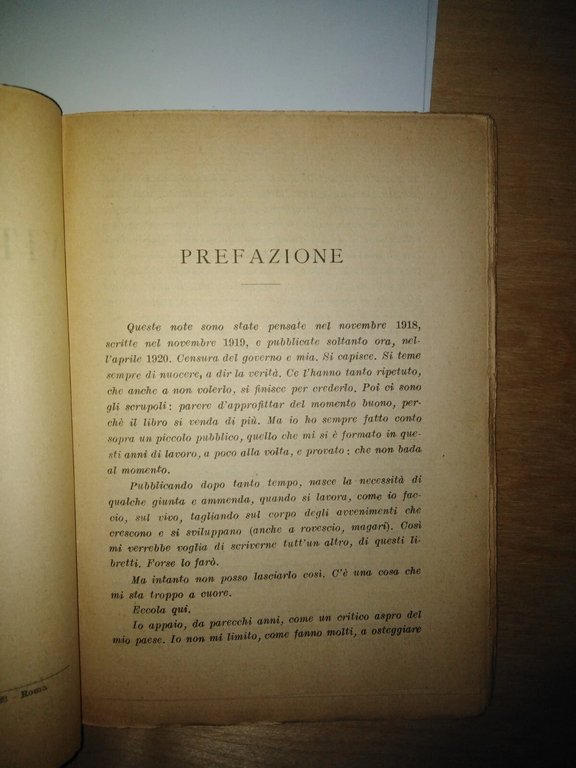 PREFAZIONE
Queste note sono state pensate nel novembre 1918,
scritte nel novembre 1919, e pubblicate soltanto ora, nel-
l'aprile 1920. Censura del governo e mia. Si capisce. Si teme
sempre di nuocere, a dir la verità. Ce l'hanno tanto ripetuto,
che anche a non volerlo, si finisce per crederlo. Poi ci sono
gli scrupoli: parere d'approfittar del momento buono, per-
chè il libro si venda di più. Ma io ho sempre fatto conto
sopra un piccolo pubblico, quello che mi si è formato in que-
sti anni di lavoro, a poco alla volta, e provato: che non bada
al momento.
Pubblicando dopo tanto tempo, nasce la necessità di
qualche giunta e ammenda, quando si lavora, come io fac-
cio, sul vivo, tagliando sul corpo degli avvenimenti che
crescono e si sviluppano (anche a rovescio, magari). Così
mi verrebbe voglia di scriverne tutt'un altro, di questi li-
bretti. Forse lo farò.
Ma intanto non posso lasciarlo così. C'è una cosa che
mi sta troppo a cuore.
Eccola qui.
Io appaio, da parecchi anni, come un critico aspro del
mio paese. Io non mi limito, come fanno molti, a osteggiare
Roma